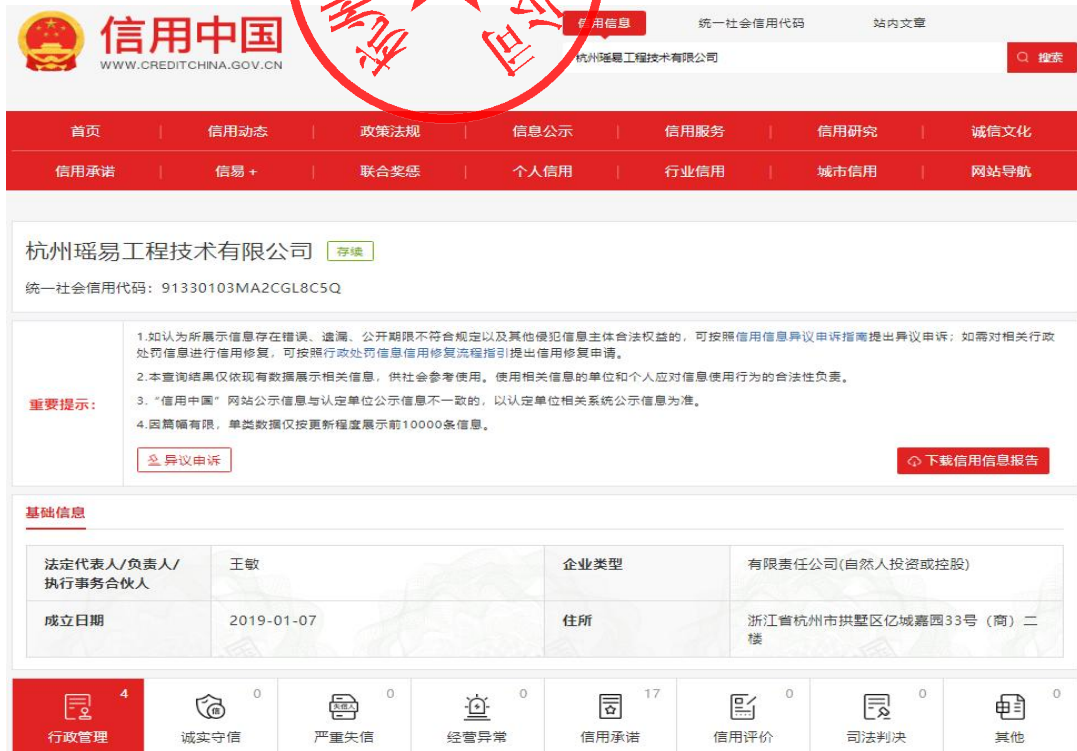 信用中国
WWW.CREDITCHINA.GOV.CN
信用信息 统一社会信用代码 站内文章
杭州瑶易工程技术有限公司 搜索
首页 信用动态 政策法规 信息公示 信用服务 信用研究 诚信文化
信用承诺 信易+ 联合奖惩 个人信用 行业信用 城市信用 网站导航
杭州瑶易工程技术有限公司 存续
统一社会信用代码：91330103MA2CGL8C5Q
重要提示：
1.如认为所展示信息存在错误、遗漏、公开期限不符合规定以及其他侵犯信息主体合法权益的，可按照信用信息异议申诉指南提出异议申诉；如需对相关行政
处罚信息进行信用修复，可按照行政处罚信息信用修复流程指引提出信用修复申请。
2.本查询结果仅依现有数据展示相关信息，供社会参考使用。使用相关信息的单位和个人应对信息使用行为的合法性负责。
3.“信用中国”网站公示信息与认定单位公示信息不一致的，以认定单位相关系统公示信息为准。
4.因篇幅有限，单类数据仅按更新程度展示前10000条信息。
异议申诉 下载信用信息报告
基础信息
法定代表人/负责人/
执行事务合伙人
王敏
企业类型
有限责任公司(自然人投资或控股)
成立日期
2019-01-07
住所
浙江省杭州市拱墅区亿城嘉园33号（商）二
楼
4 0 0 0 17 0 0 0
行政管理 诚实守信 严重失信 经营异常 信用承诺 信用评价 司法判决 其他